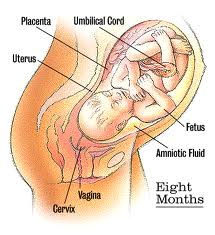 Placenta
Umbilical Cord
Uterus
Fetus
Amniotic Fluid
Vagina
Cervix
Eight
Months